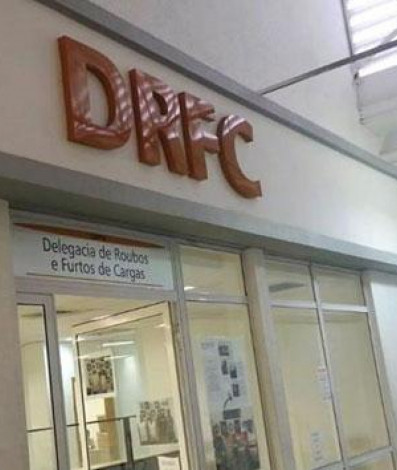 DRFC
Delegacia de Roubos
e Furtos de Cargas